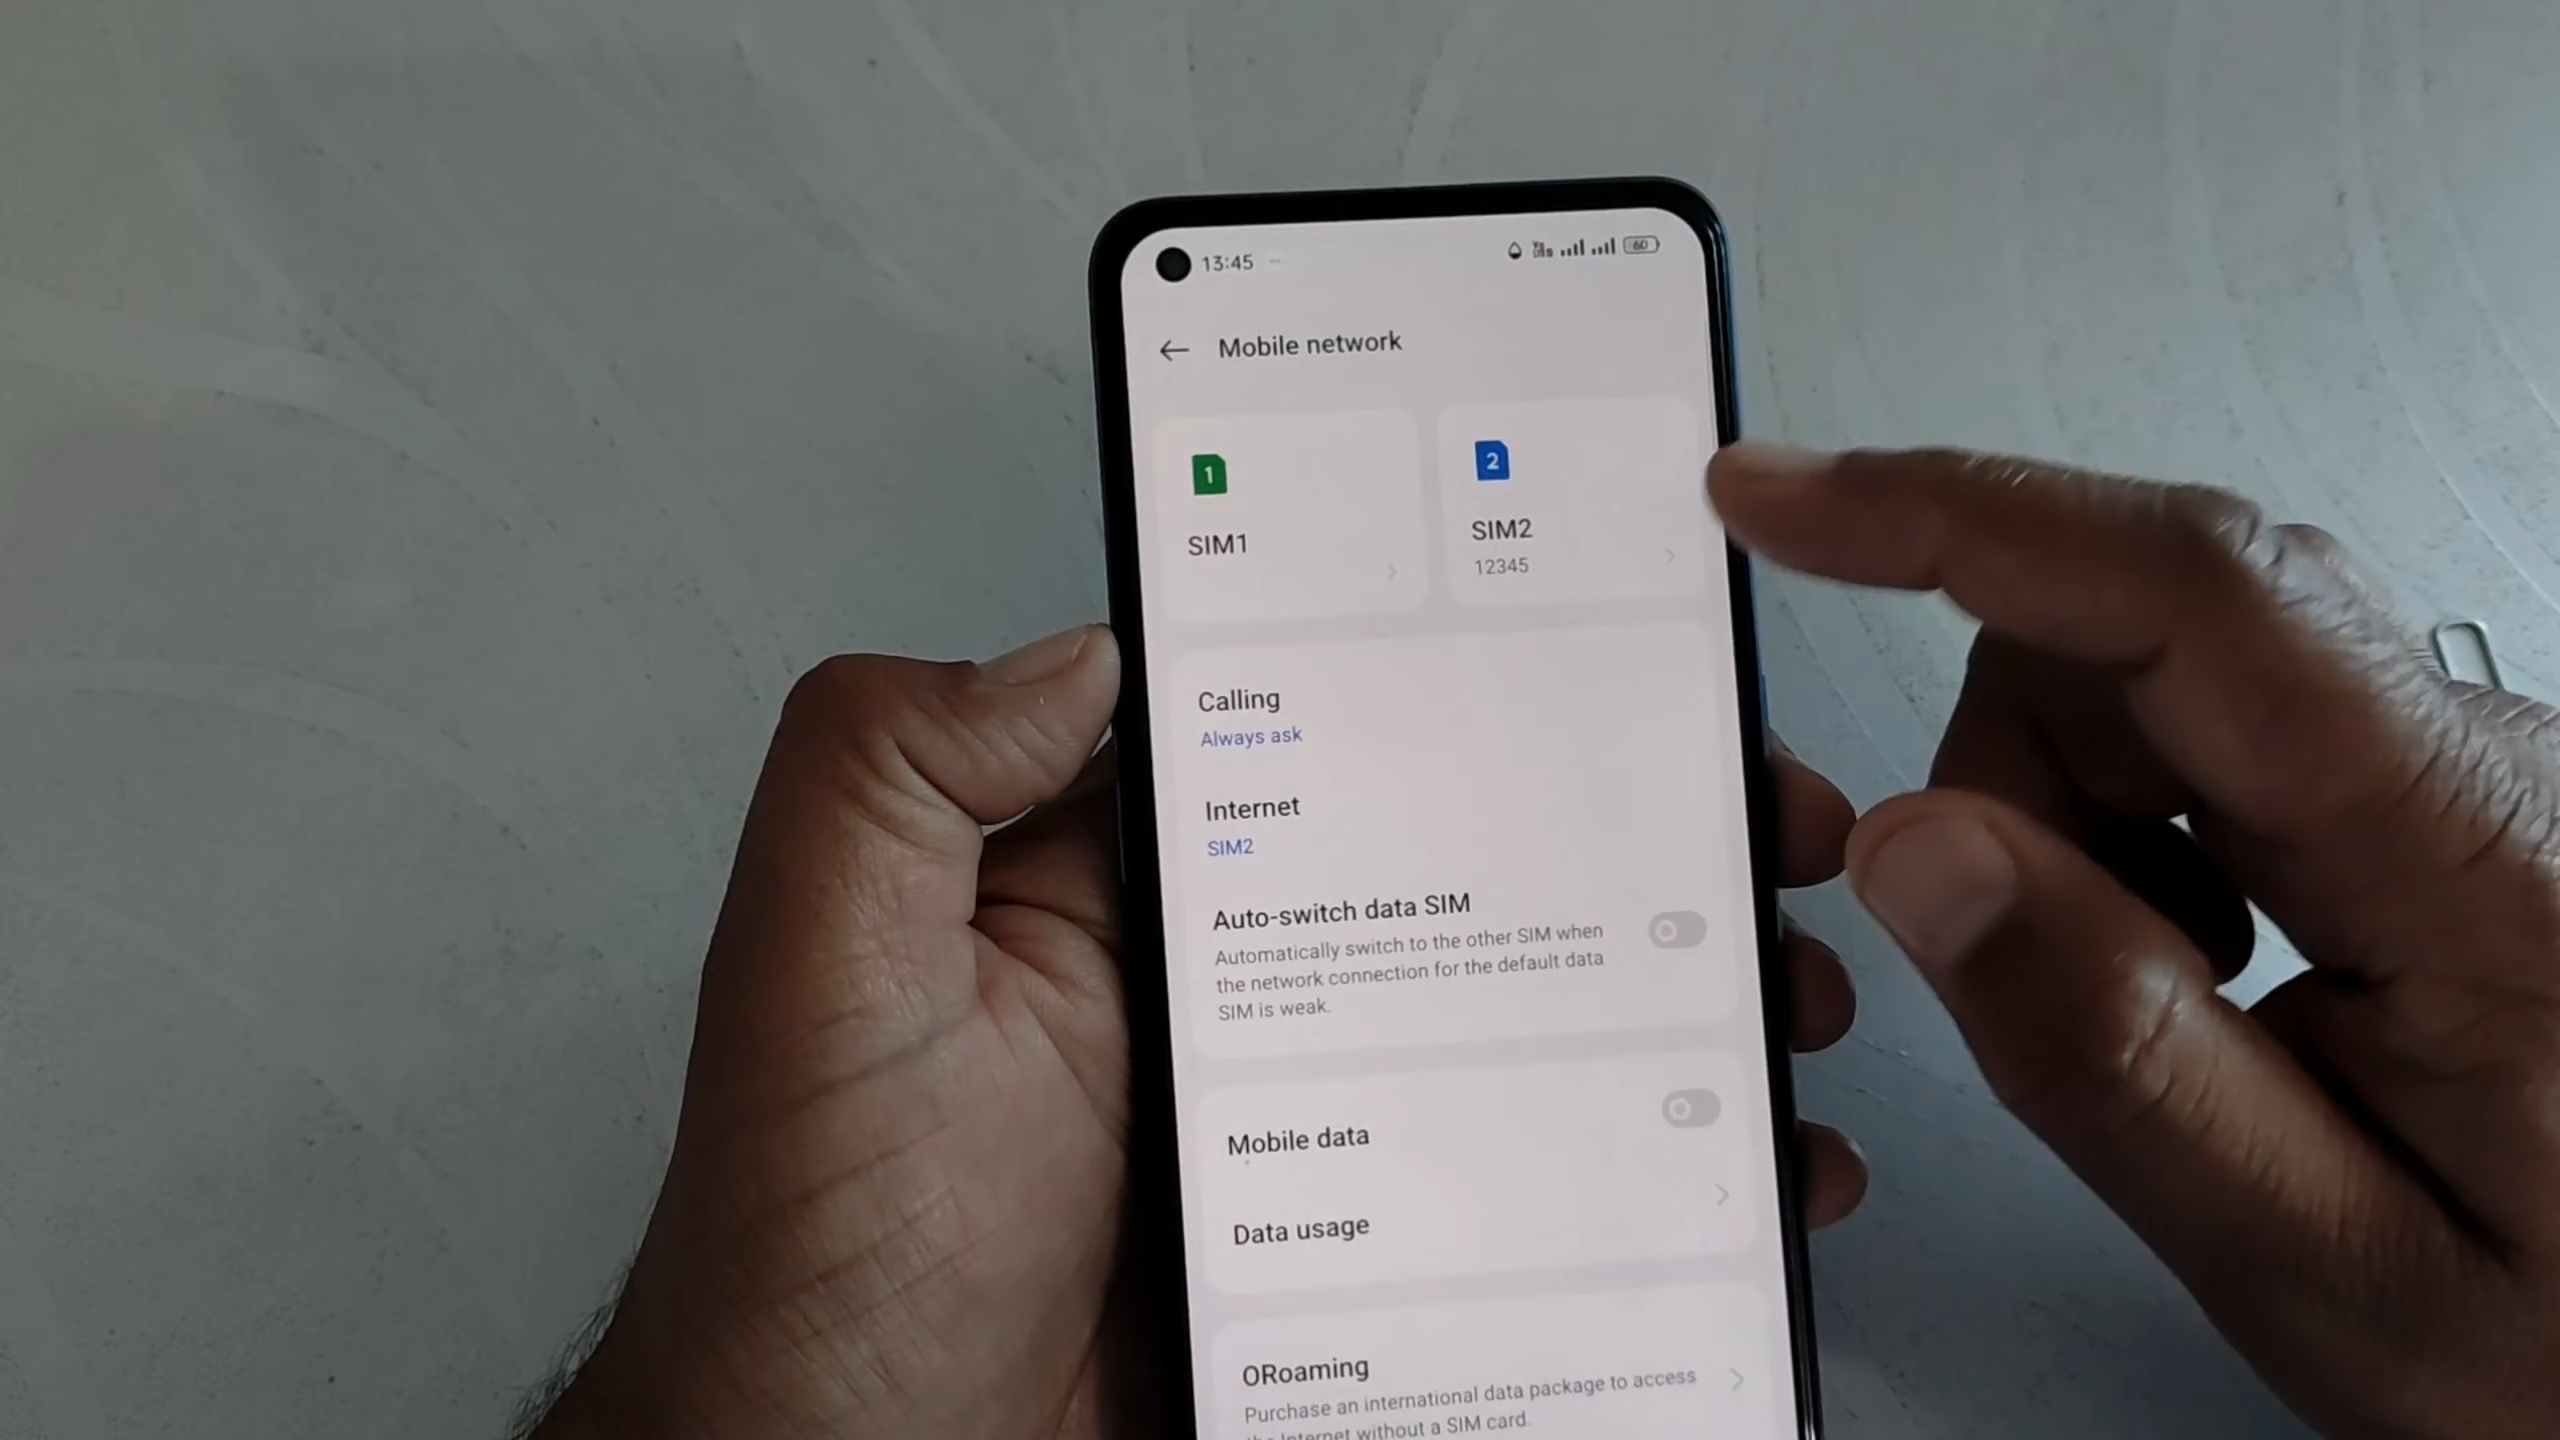 13:45
60
Mobile network
1
2
SIM1
SIM2
12345
Calling
Always ask
Internet
SIM2
Auto-switch data SIM
Automatically switch to the other SIM when
the network connection for the default data
SIM is weak.
Mobile data
Data usage
ORoaming
Purchase an international data package to access
Internet without a SIM card.